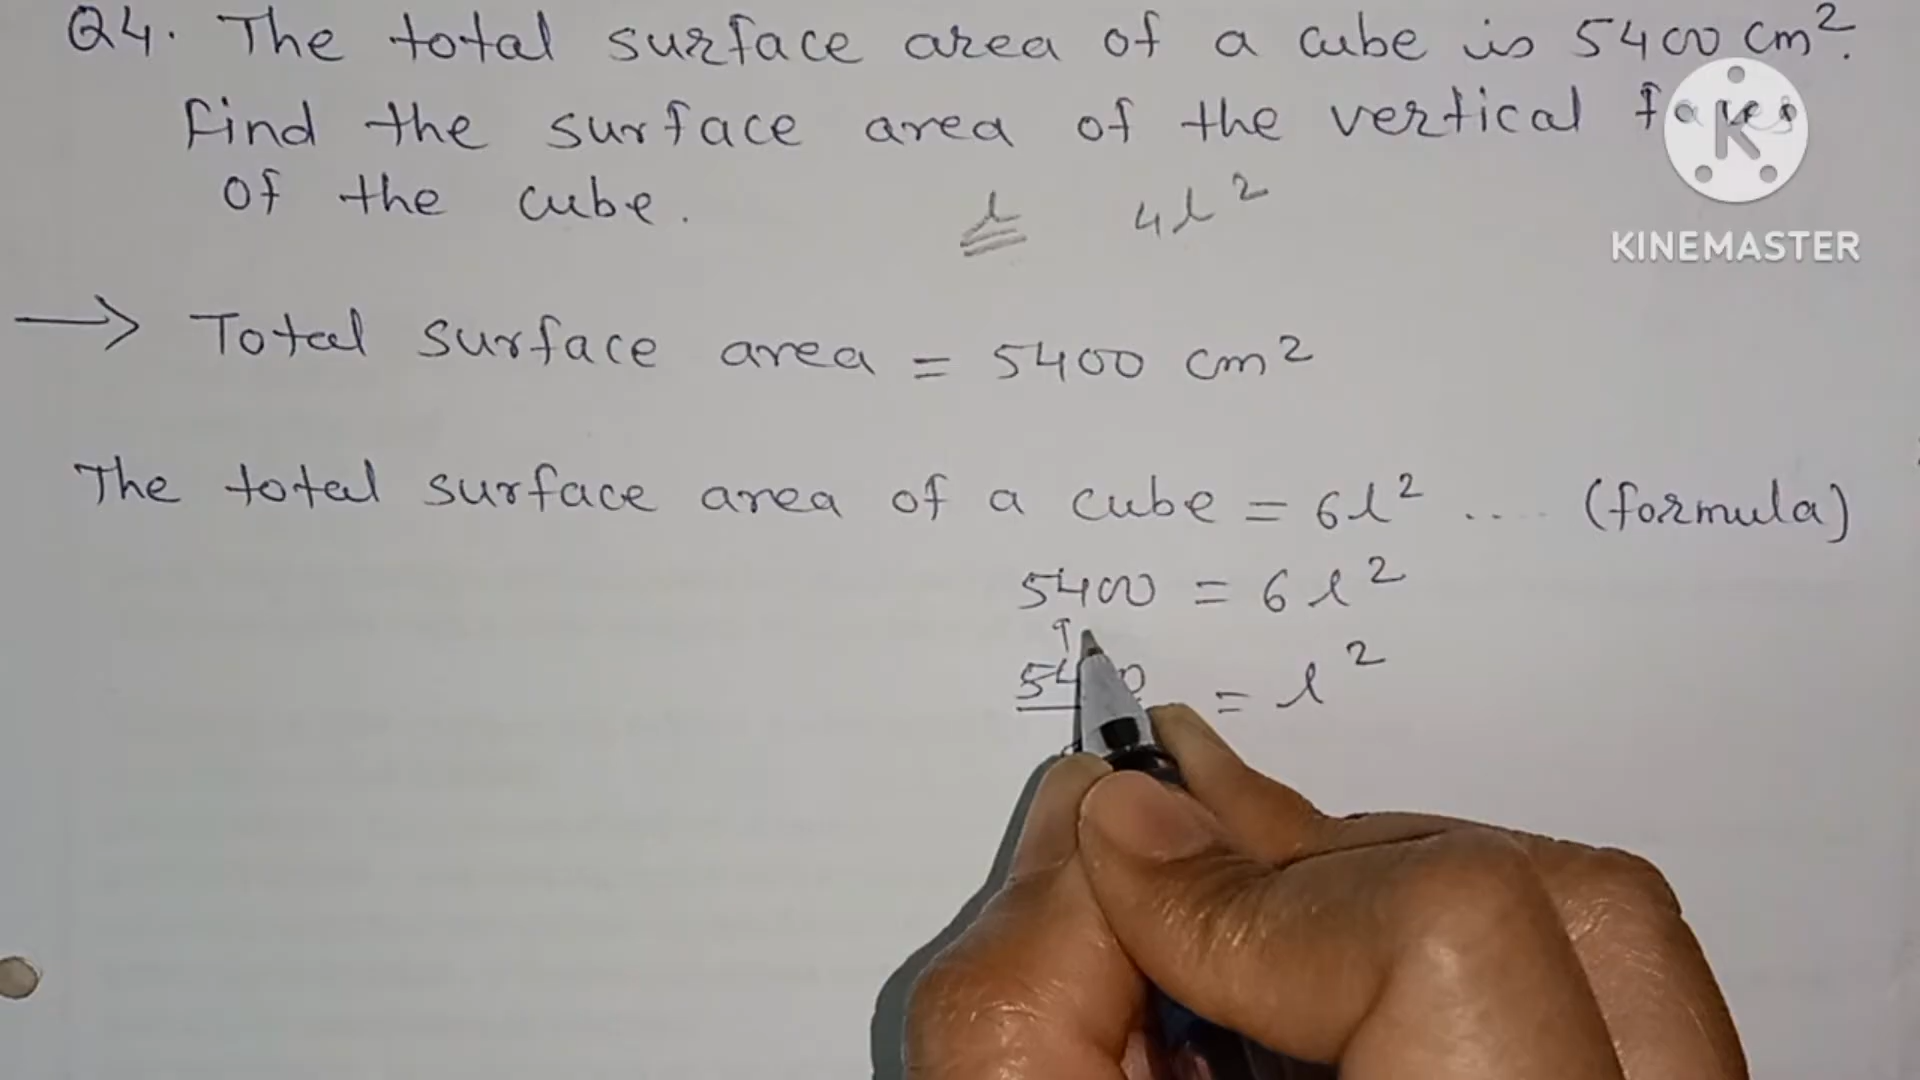 Q4. The total surface area of a cube is 5400 cm².
Find the surface area of the vertical faces
of the cube.
l 4l²
KINEMASTER
→ Total surface area = 5400 cm²
The total surface area of a cube = 6l² .... (formula)
5400 = 6l²
9
= l²